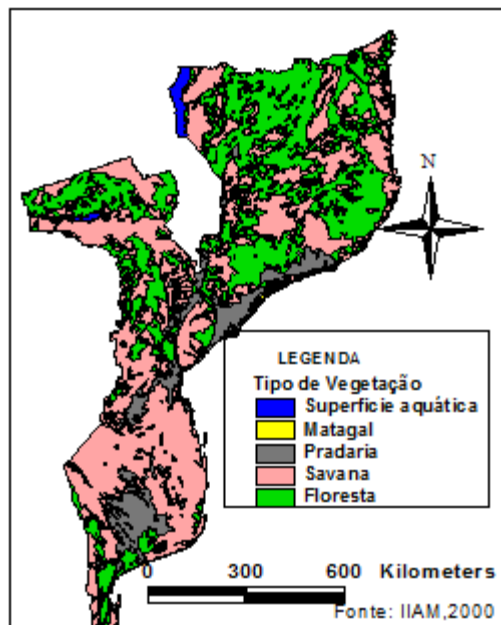 N
LEGENDA
Tipo de Vegetação
Superficie aquática
Matagal
Pradaria
Savana
Floresta
0 300 600 Kilometers
Fonte: IIAM,2000